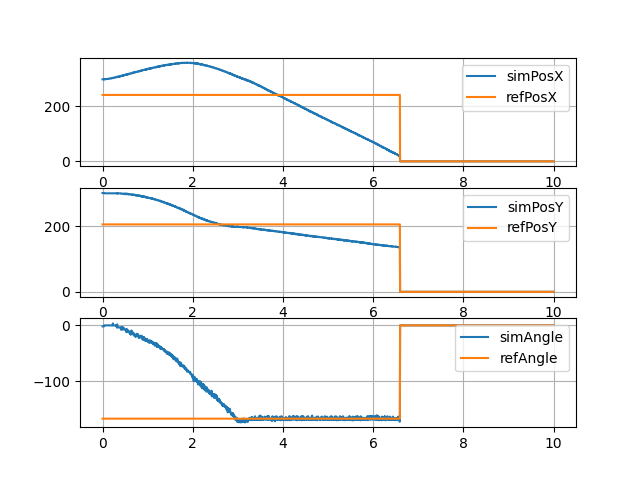 200
0
simPosX
refPosX
0 2 4 6 8 10
200
0
simPosY
refPosY
0 2 4 6 8 10
0
−100
simAngle
refAngle
0 2 4 6 8 10